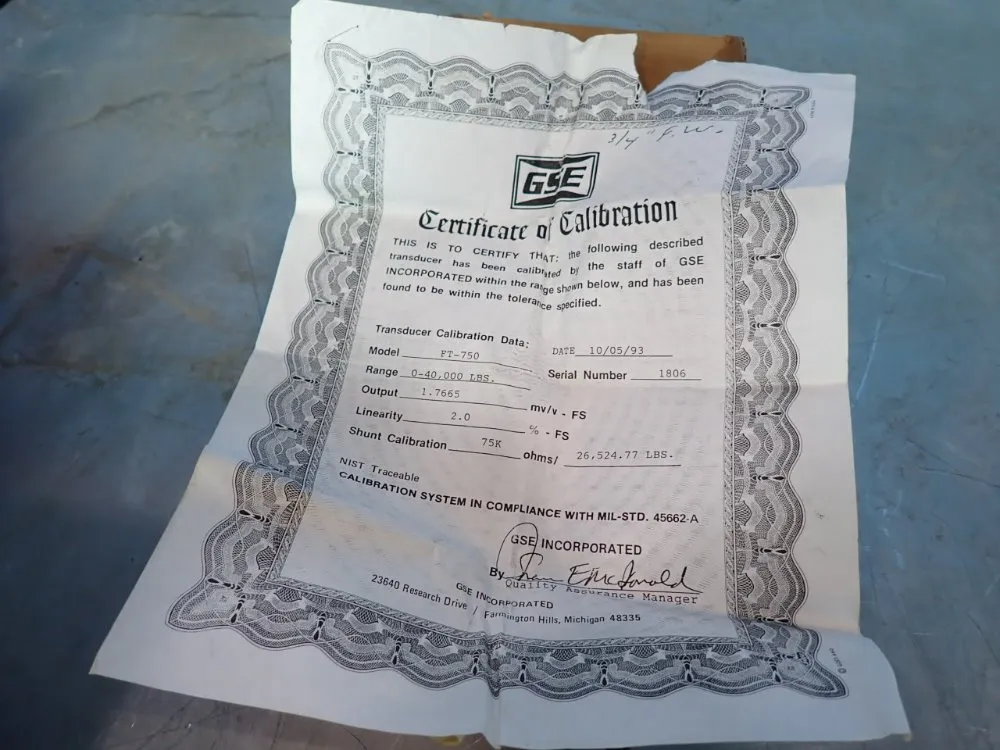 3/4" F.W.
GSE
Certificate of Calibration
THIS IS TO CERTIFY THAT: the following described
transducer has been calibrated by the staff of GSE
INCORPORATED within the range shown below, and has been
found to be within the tolerance specified.
Transducer Calibration Data:
DATE 10/05/93
Model FT-750
Serial Number 1806
Range 0-40,000 LBS.
Output 1.7665 mv/v - FS
Linearity 2.0 % - FS
Shunt Calibration 75K ohms/ 26,524.77 LBS.
NIST Traceable
CALIBRATION SYSTEM IN COMPLIANCE WITH MIL-STD. 45662-A
GSE INCORPORATED
By E McDonald
Quality Assurance Manager
GSE INCORPORATED
23640 Research Drive / Farmington Hills, Michigan 48335